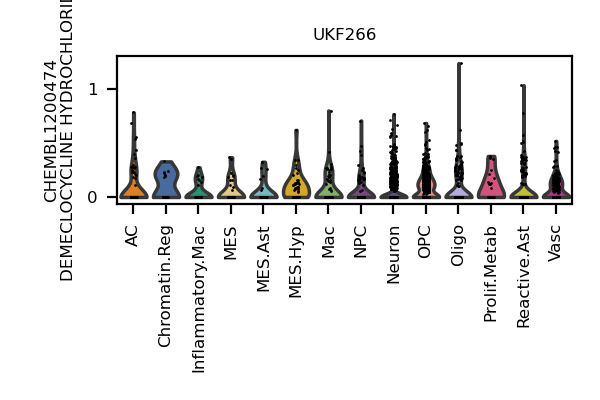 UKF266
CHEMBL1200474
DEMECLOCYCLINE HYDROCHLORI
1
0
AC
Chromatin.Reg
Inflammatory.Mac
MES
MES.Ast
MES.Hyp
Mac
NPC
Neuron
OPC
Oligo
Prolif.Metab
Reactive.Ast
Vasc